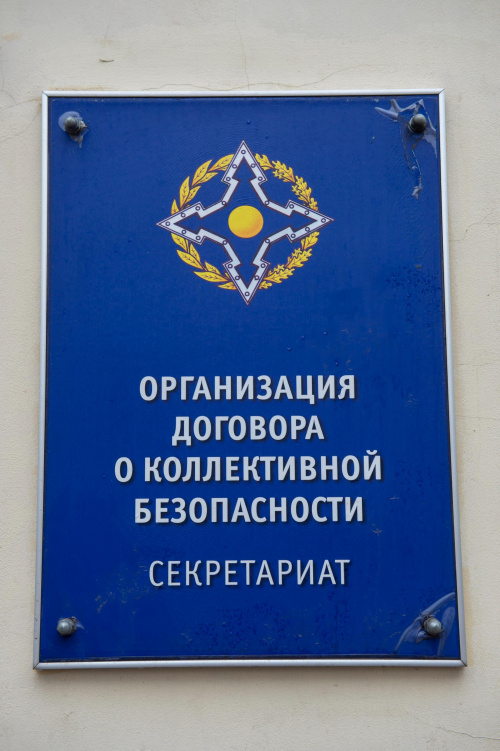 ОРГАНИЗАЦИЯ
ДОГОВОРА
О КОЛЛЕКТИВНОЙ
БЕЗОПАСНОСТИ
СЕКРЕТАРИАТ